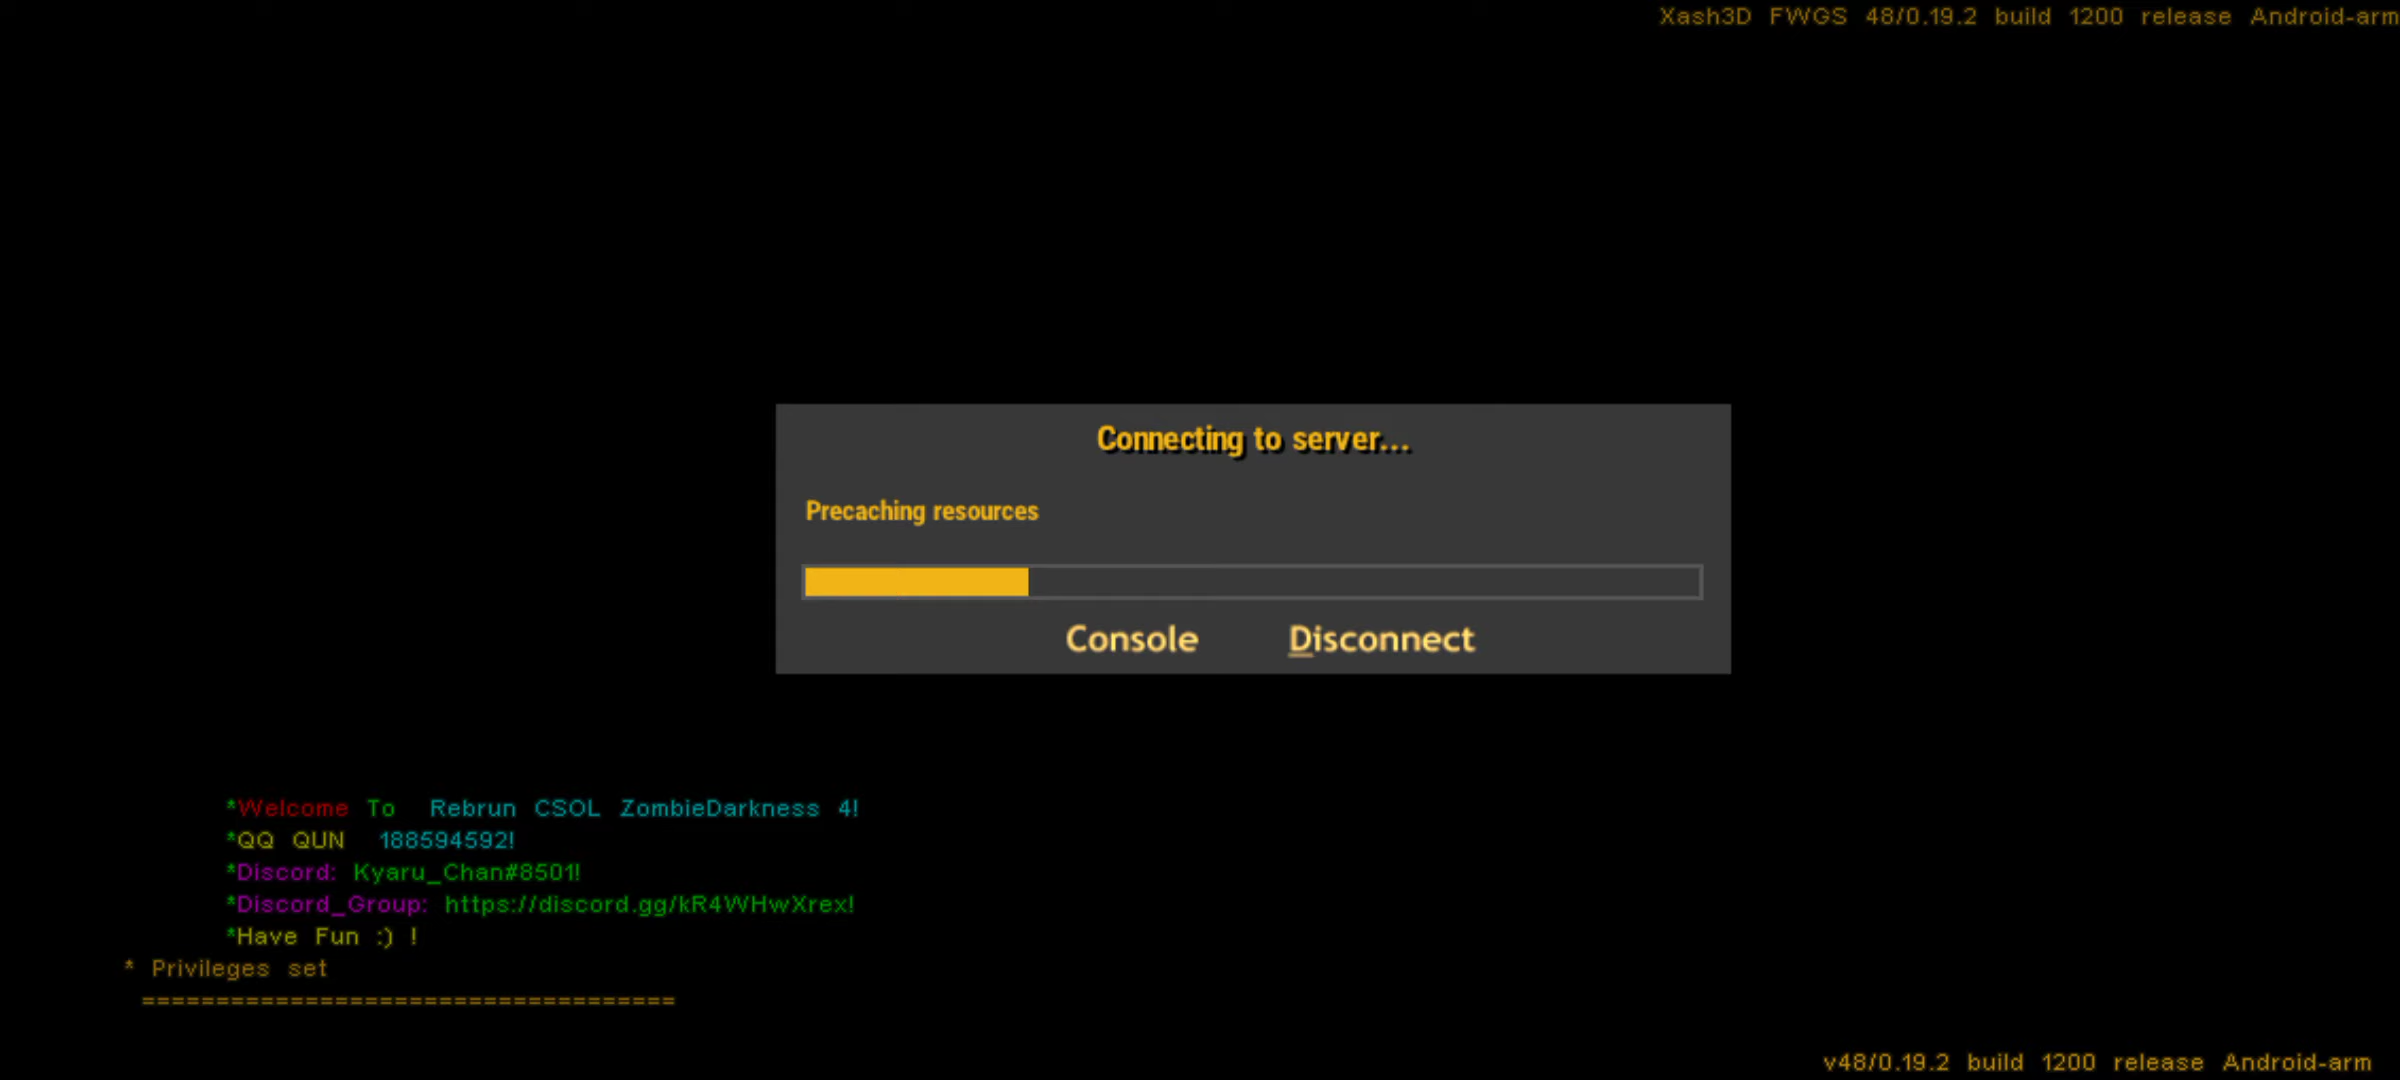 Xash3D FWGS 48/0.19.2 build 1200 release Android-arm
Connecting to server...
Precaching resources
Console Disconnect
*Welcome To Rebrun CSOL ZombieDarkness 4!
*QQ QUN 188594592!
*Discord: Kyaru_Chan#8501!
*Discord_Group: https://discord.gg/kR4WHwXrex!
*Have Fun :) !
* Privileges set
=====================================
v48/0.19.2 build 1200 release Android-arm